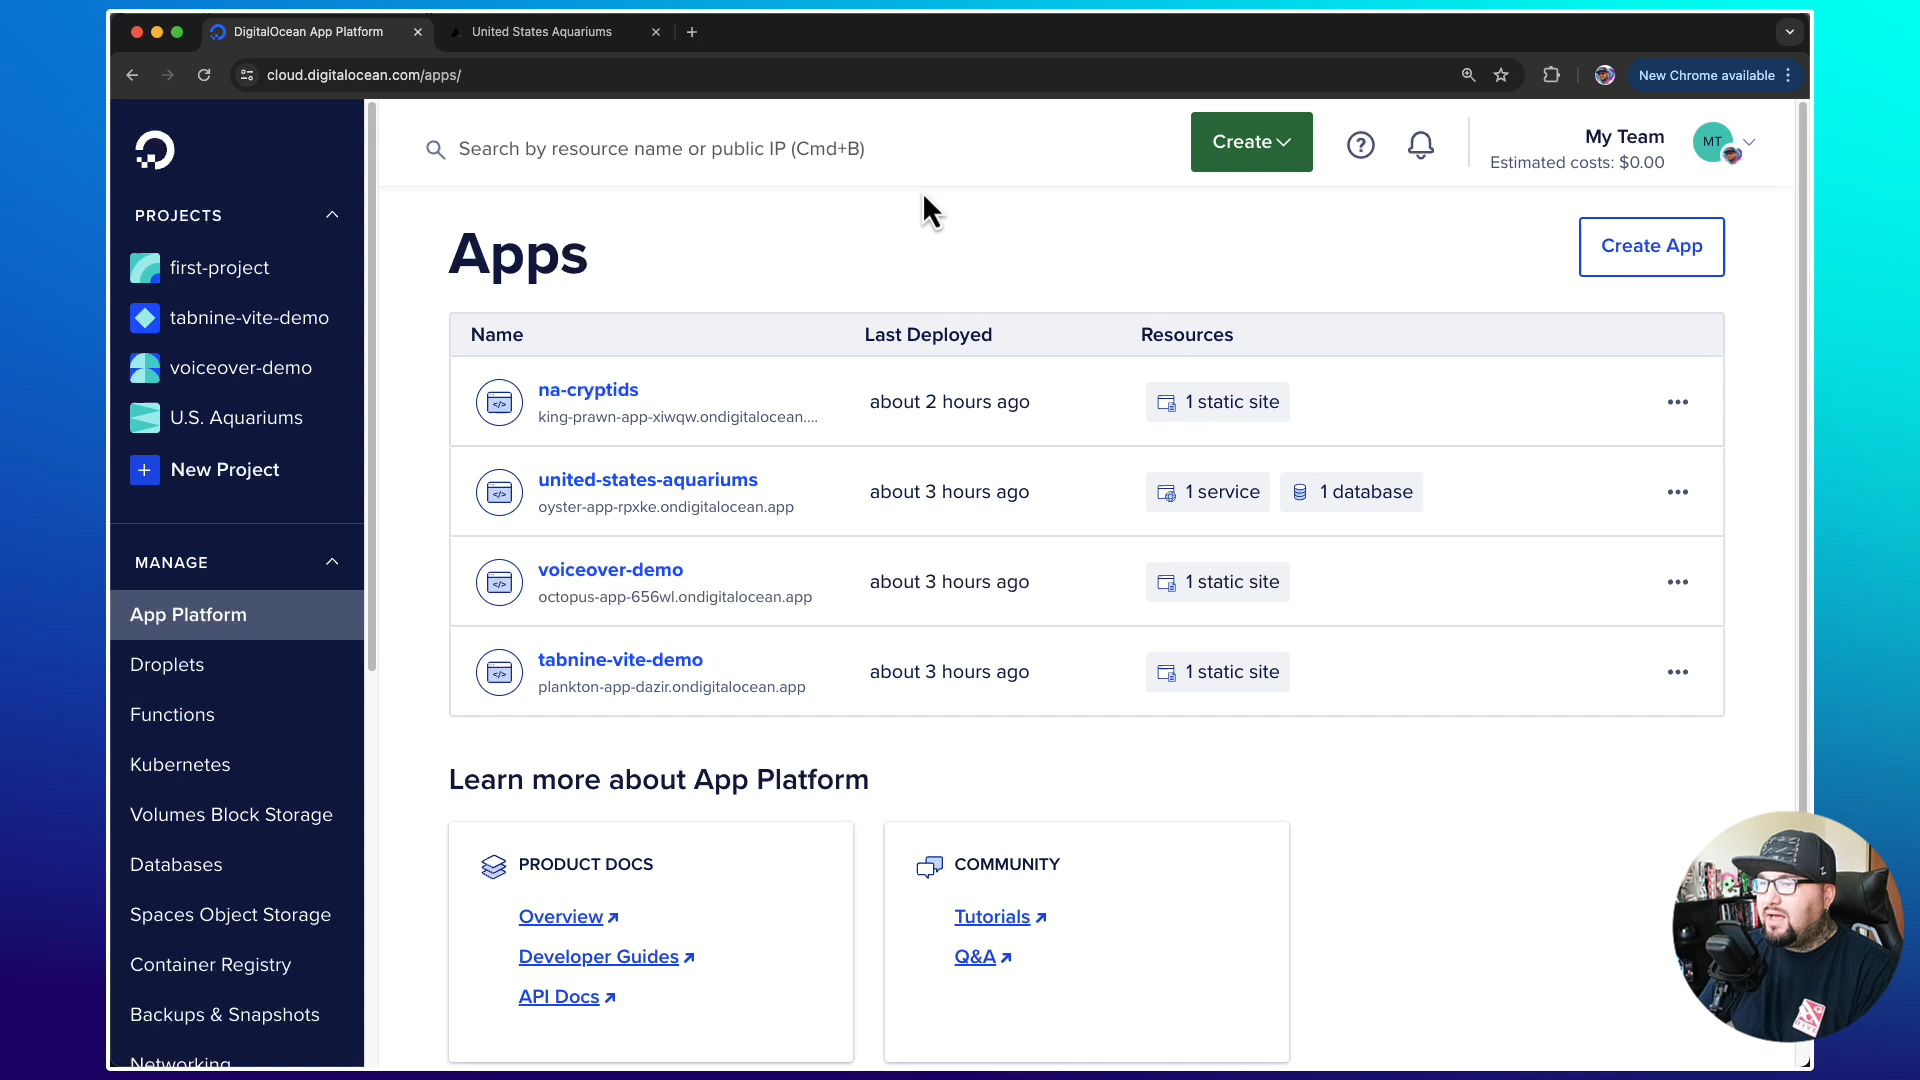 DigitalOcean App Platform
United States Aquariums
cloud.digitalocean.com/apps/
New Chrome available
Search by resource name or public IP (Cmd+B)
Create
My Team
Estimated costs: $0.00
MT
PROJECTS
first-project
tabnine-vite-demo
voiceover-demo
U.S. Aquariums
New Project
MANAGE
App Platform
Droplets
Functions
Kubernetes
Volumes Block Storage
Databases
Spaces Object Storage
Container Registry
Backups & Snapshots
Networking
Apps
Create App
Name Last Deployed Resources
na-cryptids
king-prawn-app-xiwqw.ondigitalocean....
about 2 hours ago
1 static site
united-states-aquariums
oyster-app-rpxke.ondigitalocean.app
about 3 hours ago
1 service
1 database
voiceover-demo
octopus-app-656wl.ondigitalocean.app
about 3 hours ago
1 static site
tabnine-vite-demo
plankton-app-dazir.ondigitalocean.app
about 3 hours ago
1 static site
Learn more about App Platform
PRODUCT DOCS
Overview
Developer Guides
API Docs
COMMUNITY
Tutorials
Q&A